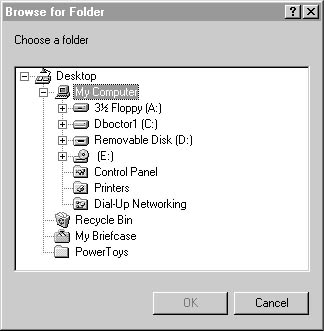 Browse for Folder
Choose a folder
Desktop
My Computer
3½ Floppy (A:)
Dboctor1 (C:)
Removable Disk (D:)
(E:)
Control Panel
Printers
Dial-Up Networking
Recycle Bin
My Briefcase
PowerToys
OK Cancel